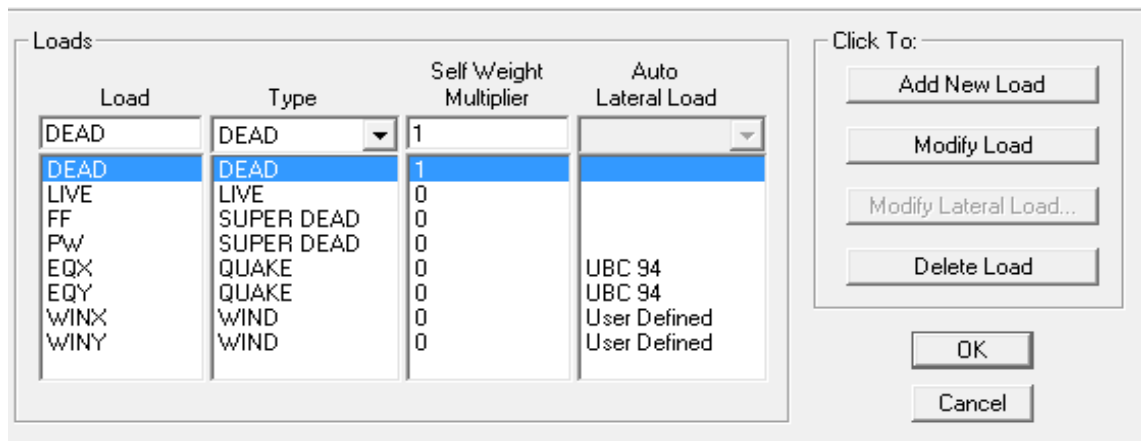 Loads
Load Type Self Weight Multiplier Auto Lateral Load
DEAD DEAD 1
DEAD DEAD 1
LIVE LIVE 0
FF SUPER DEAD 0
PW SUPER DEAD 0
EQX QUAKE 0 UBC 94
EQY QUAKE 0 UBC 94
WINX WIND 0 User Defined
WINY WIND 0 User Defined
Click To:
Add New Load
Modify Load
Modify Lateral Load...
Delete Load
OK
Cancel